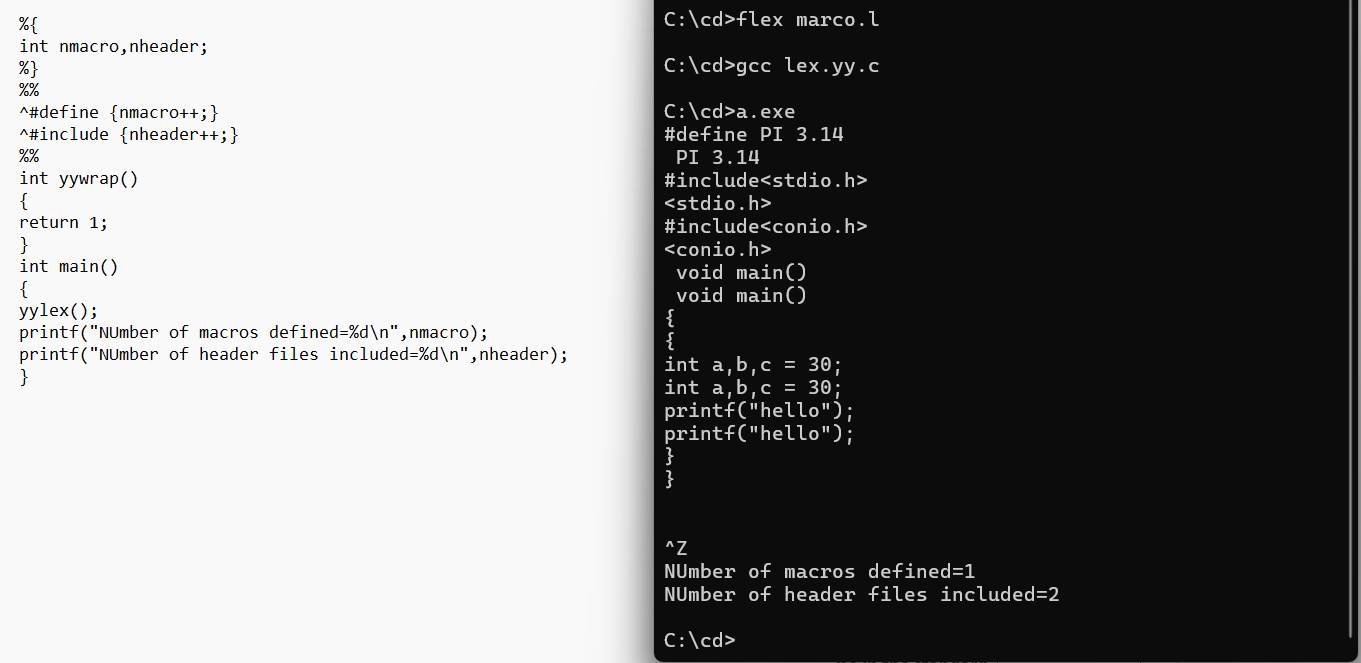 %{
int nmacro,nheader;
%}
%%
^#define {nmacro++;}
^#include {nheader++;}
%%
int yywrap()
{
return 1;
}
int main()
{
yylex();
printf("NUmber of macros defined=%d\n",nmacro);
printf("NUmber of header files included=%d\n",nheader);
}
C:\cd>flex marco.l
C:\cd>gcc lex.yy.c
C:\cd>a.exe
#define PI 3.14
 PI 3.14
#include<stdio.h>
<stdio.h>
#include<conio.h>
<conio.h>
 void main()
 void main()
{
{
int a,b,c = 30;
int a,b,c = 30;
printf("hello");
printf("hello");
}
}
^Z
NUmber of macros defined=1
NUmber of header files included=2
C:\cd>